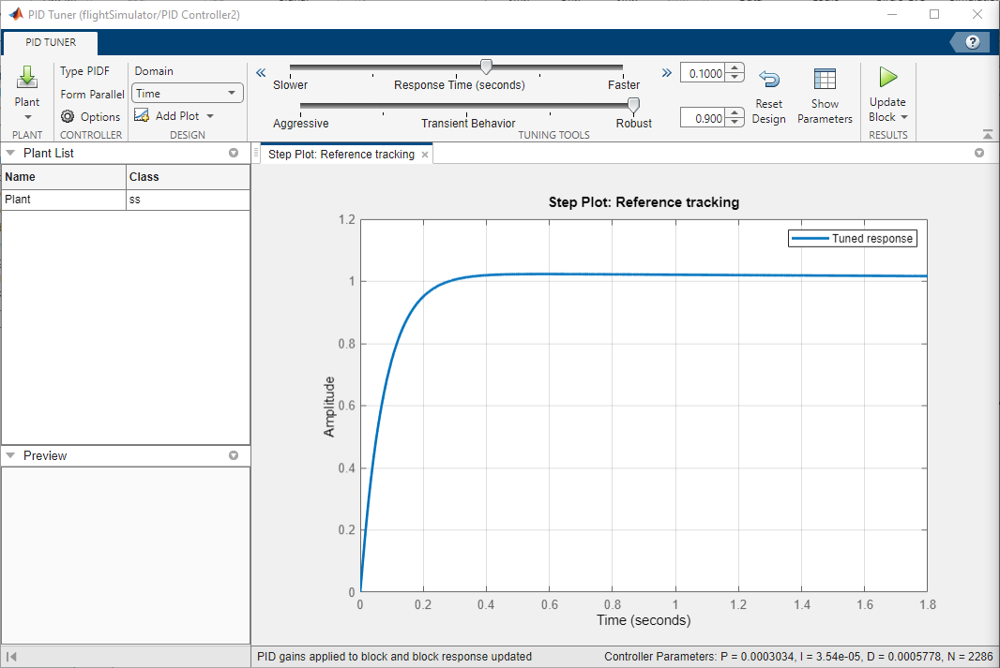 PID Tuner (flightSimulator/PID Controller2)
PID TUNER
?
Plant
PLANT
Type PIDF
Form Parallel
Options
CONTROLLER
Domain
Time
Add Plot
DESIGN
Slower Response Time (seconds) Faster
0.1000
Aggressive Transient Behavior Robust
0.900
TUNING TOOLS
Reset
Design
Show
Parameters
Update
Block
RESULTS
Plant List
Name Class
Plant ss
Preview
Step Plot: Reference tracking
Step Plot: Reference tracking
Tuned response
1.2
1
0.8
0.6
0.4
0.2
0
Amplitude
0 0.2 0.4 0.6 0.8 1 1.2 1.4 1.6 1.8
Time (seconds)
PID gains applied to block and block response updated
Controller Parameters: P = 0.0003034, I = 3.54e-05, D = 0.0005778, N = 2286